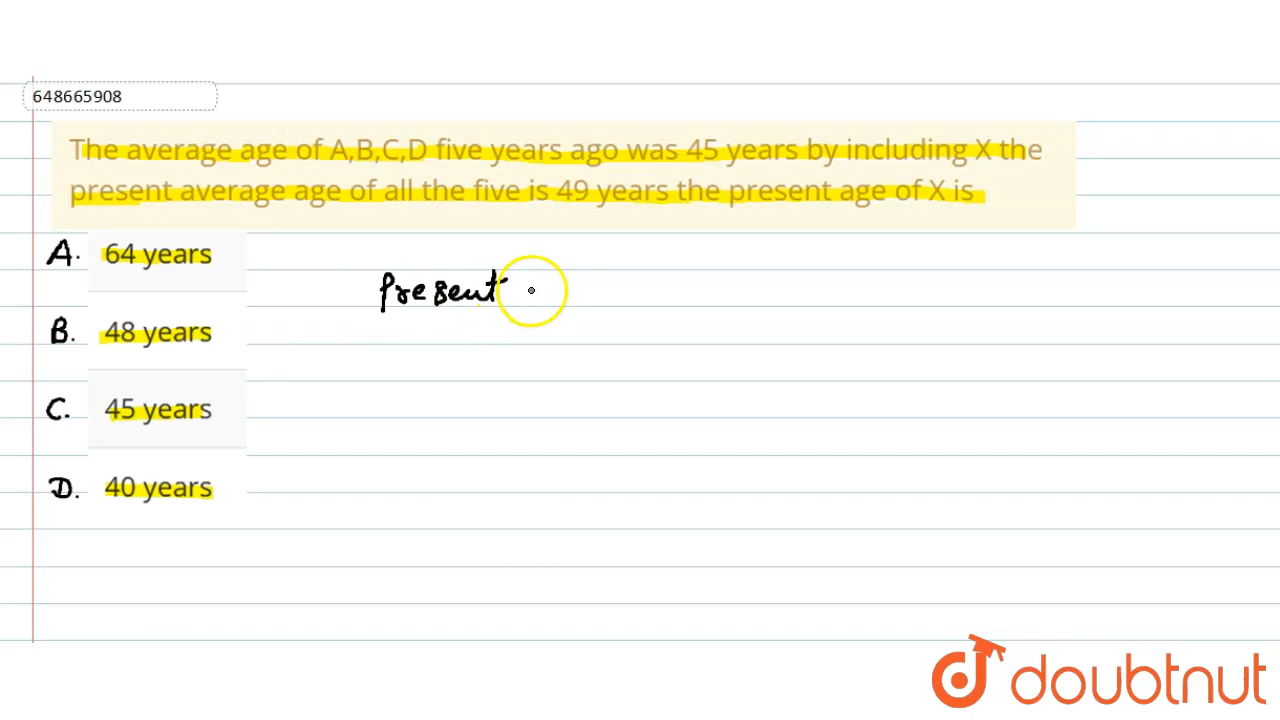 648665908
The average age of A,B,C,D five years ago was 45 years by including X the
present average age of all the five is 49 years the present age of X is
A. 64 years
present
B. 48 years
C. 45 years
D. 40 years
doubtnut